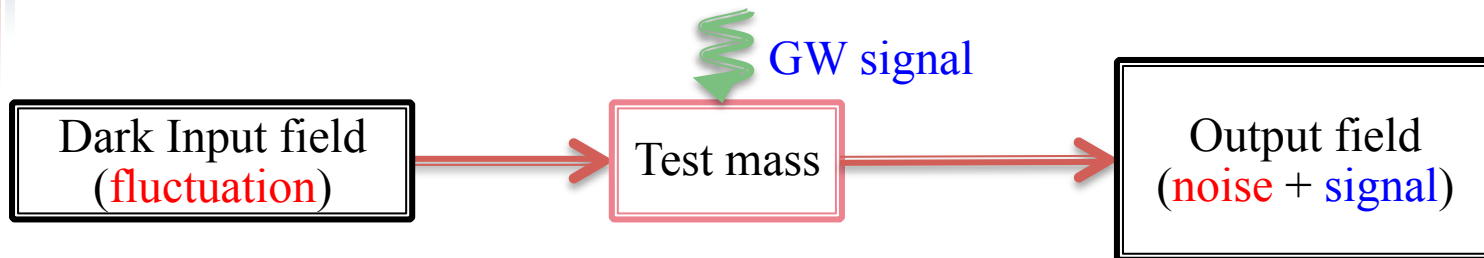 GW signal
Dark Input field
(fluctuation)
Test mass
Output field
(noise + signal)